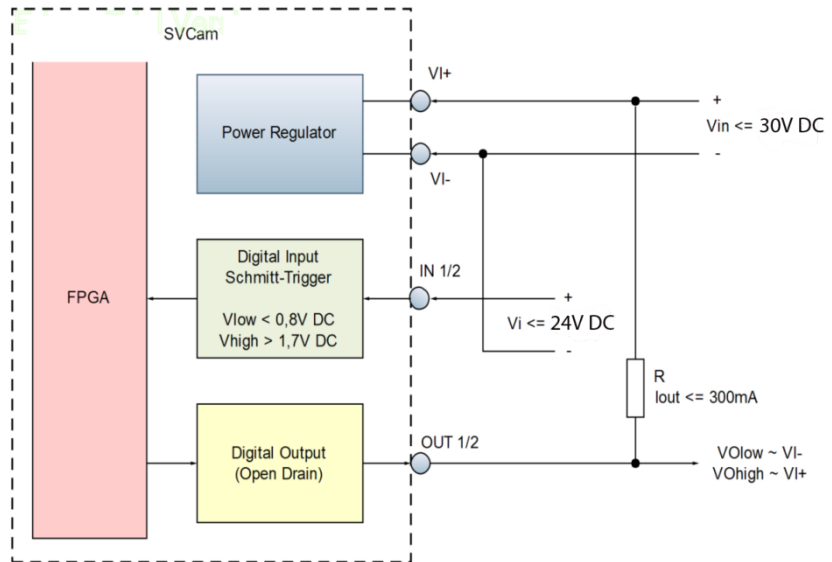 SVCam
VI+
+
Power Regulator
Vin <= 30V DC
-
VI-
Digital Input
Schmitt-Trigger
IN 1/2
FPGA
+
Vlow < 0,8V DC
Vi <= 24V DC
Vhigh > 1,7V DC
-
R
Iout <= 300mA
OUT 1/2
Digital Output
(Open Drain)
VOlow ~ VI-
VOhigh ~ VI+